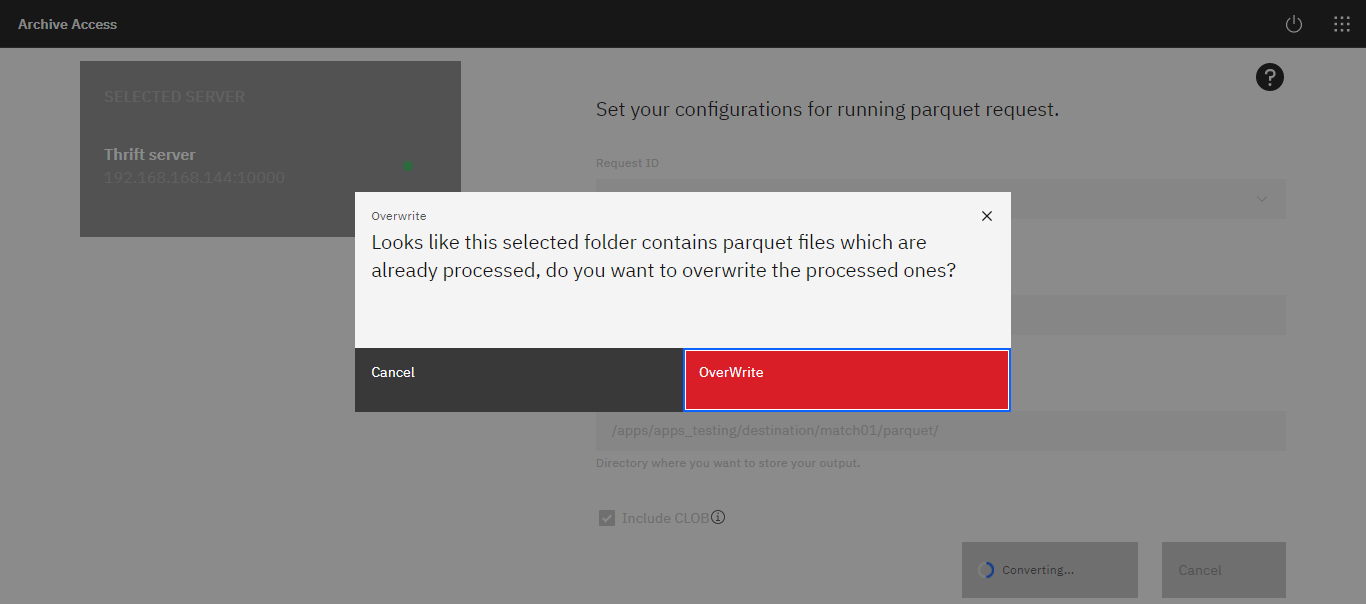 Archive Access
SELECTED SERVER
Thrift server
192.168.168.144:10000
Set your configurations for running parquet request.
Request ID
Overwrite
Looks like this selected folder contains parquet files which are
already processed, do you want to overwrite the processed ones?
Cancel
OverWrite
/apps/apps_testing/destination/match01/parquet/
Directory where you want to store your output.
Include CLOB
Converting...
Cancel